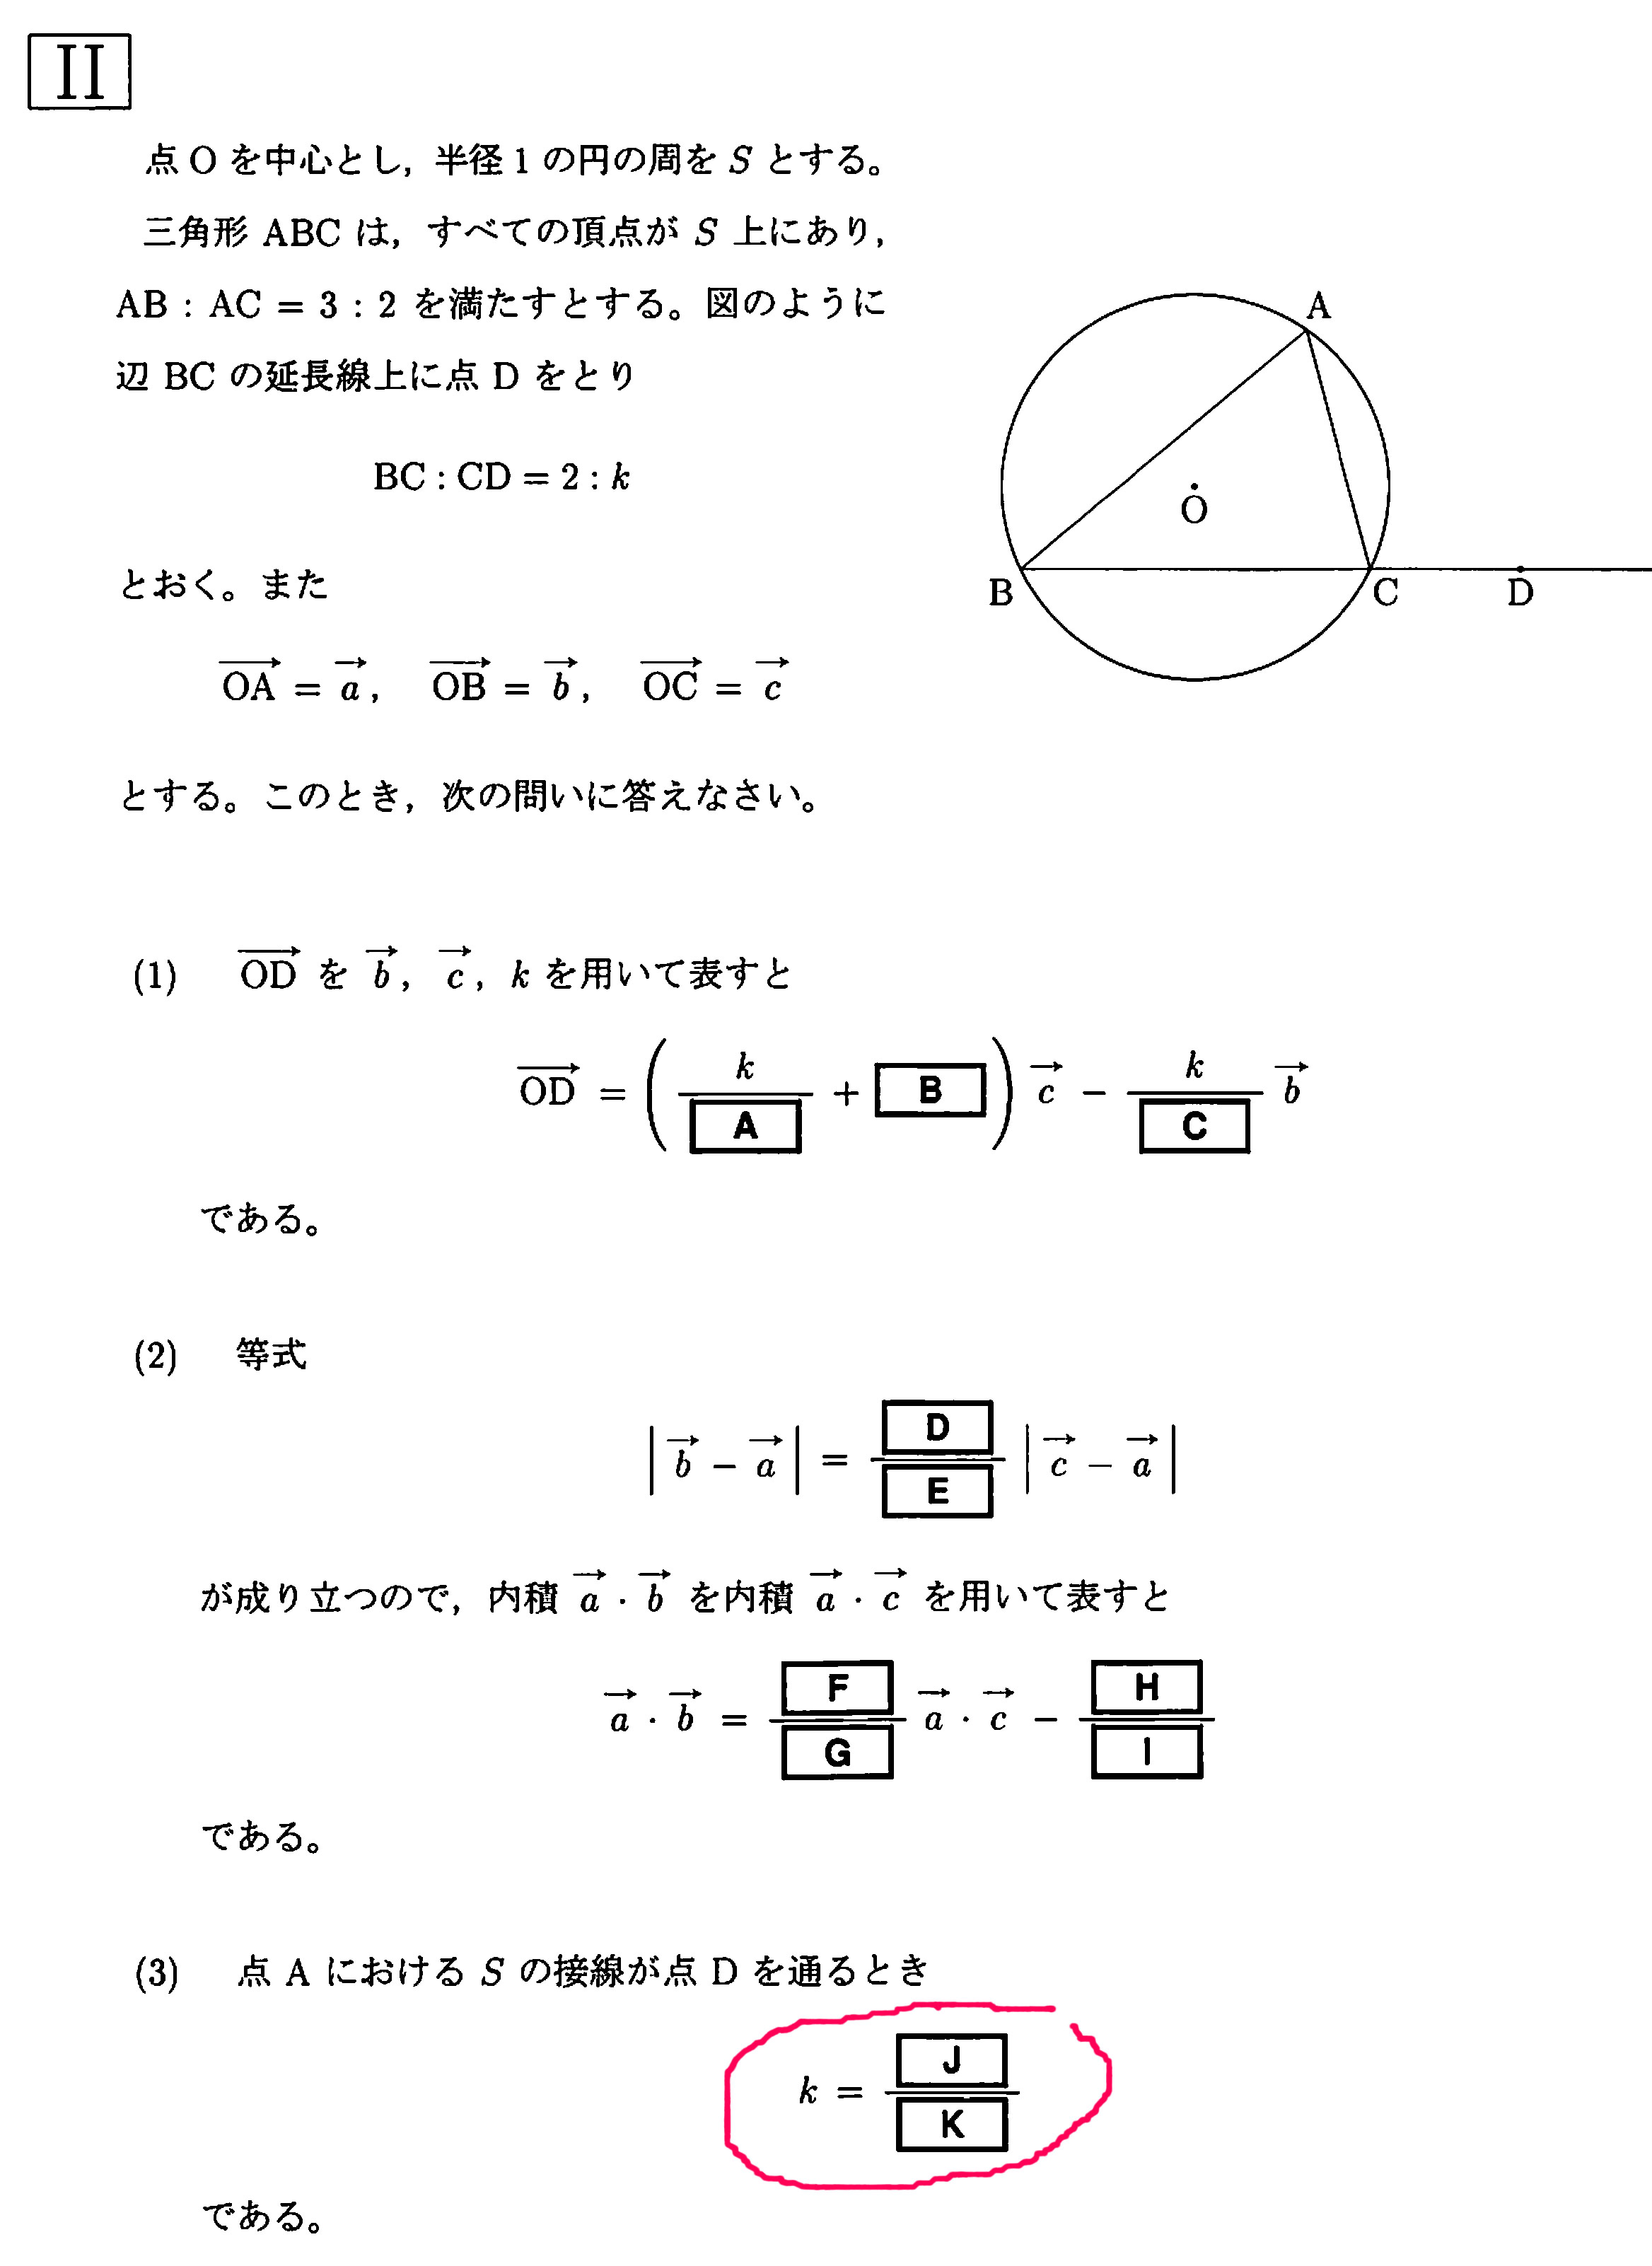 II
点 O を中心とし，半径 1 の円の周を S とする。
三角形 ABC は，すべての頂点が S 上にあり，
AB : AC = 3 : 2 を満たすとする。図のように
辺 BC の延長線上に点 D をとり
BC : CD = 2 : k
とおく。また
$\overrightarrow{OA} = \vec{a}$， $\overrightarrow{OB} = \vec{b}$， $\overrightarrow{OC} = \vec{c}$
とする。このとき，次の問いに答えなさい。
A
O
B
C
D
(1) $\overrightarrow{OD}$ を $\vec{b}$， $\vec{c}$， k を用いて表すと
$\overrightarrow{OD} = \left( \frac{k}{\boxed{A}} + \boxed{B} \right) \vec{c} - \frac{k}{\boxed{C}} \vec{b}$
である。
(2) 等式
$\left| \vec{b} - \vec{a} \right| = \frac{\boxed{D}}{\boxed{E}} \left| \vec{c} - \vec{a} \right|$
が成り立つので，内積 $\vec{a} \cdot \vec{b}$ を内積 $\vec{a} \cdot \vec{c}$ を用いて表すと
$\vec{a} \cdot \vec{b} = \frac{\boxed{F}}{\boxed{G}} \vec{a} \cdot \vec{c} - \frac{\boxed{H}}{\boxed{I}}$
である。
(3) 点 A における S の接線が点 D を通るとき
$k = \frac{\boxed{J}}{\boxed{K}}$
である。